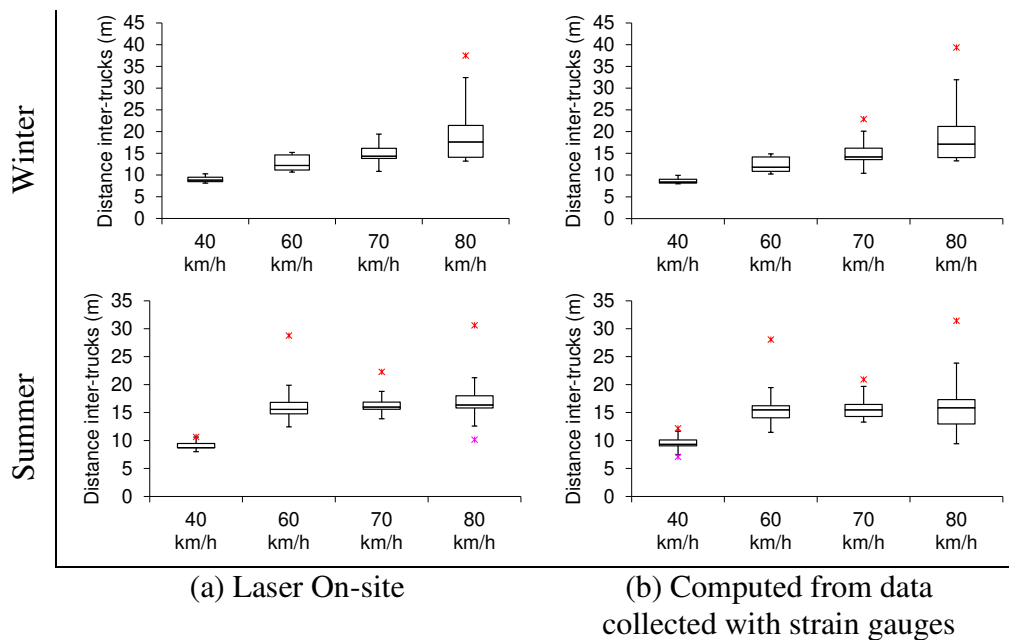 Winter
Distance inter-trucks (m)
45
40
35
30
25
20
15
10
5
0
40 60 70 80
km/h km/h km/h km/h
Distance inter-trucks (m)
45
40
35
30
25
20
15
10
5
0
40 60 70 80
km/h km/h km/h km/h
Summer
Distance inter-trucks (m)
35
30
25
20
15
10
5
0
40 60 70 80
km/h km/h km/h km/h
Distance inter-trucks (m)
35
30
25
20
15
10
5
0
40 60 70 80
km/h km/h km/h km/h
(a) Laser On-site
(b) Computed from data
collected with strain gauges